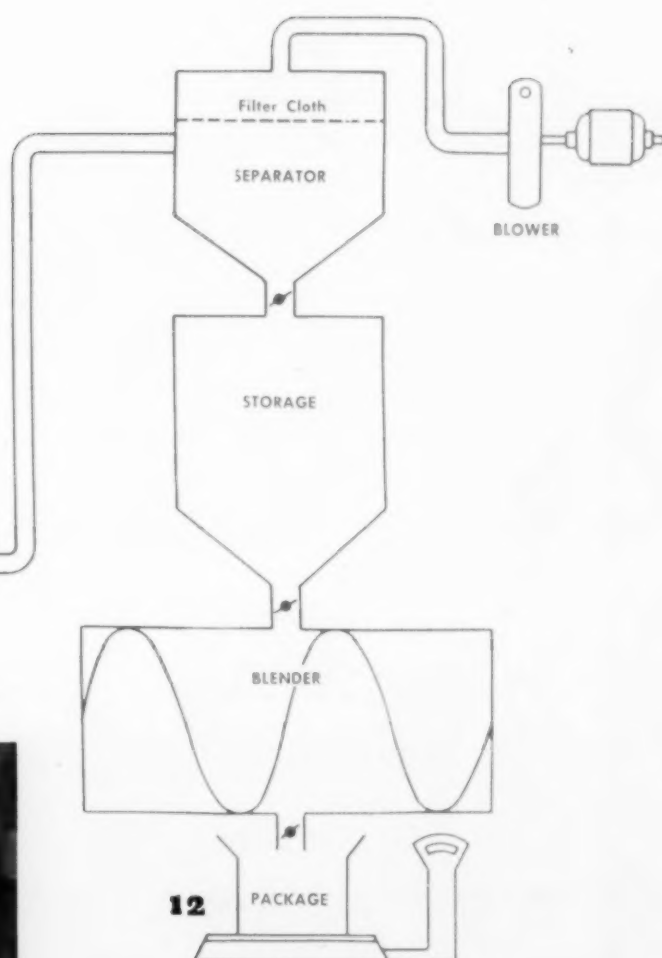 Filter Cloth
SEPARATOR
BLOWER
STORAGE
BLENDER
12
PACKAGE